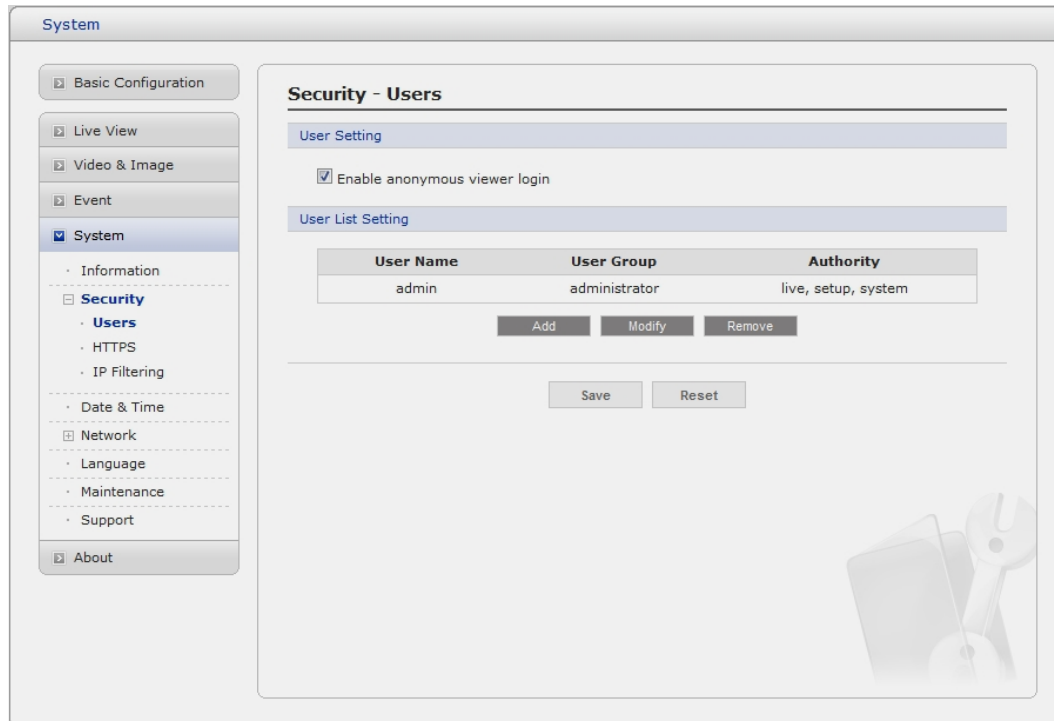 System
Basic Configuration
Live View
Video & Image
Event
System
Information
Security
Users
HTTPS
IP Filtering
Date & Time
Network
Language
Maintenance
Support
About
Security - Users
User Setting
Enable anonymous viewer login
User List Setting
User Name User Group Authority
admin administrator live, setup, system
Add Modify Remove
Save Reset